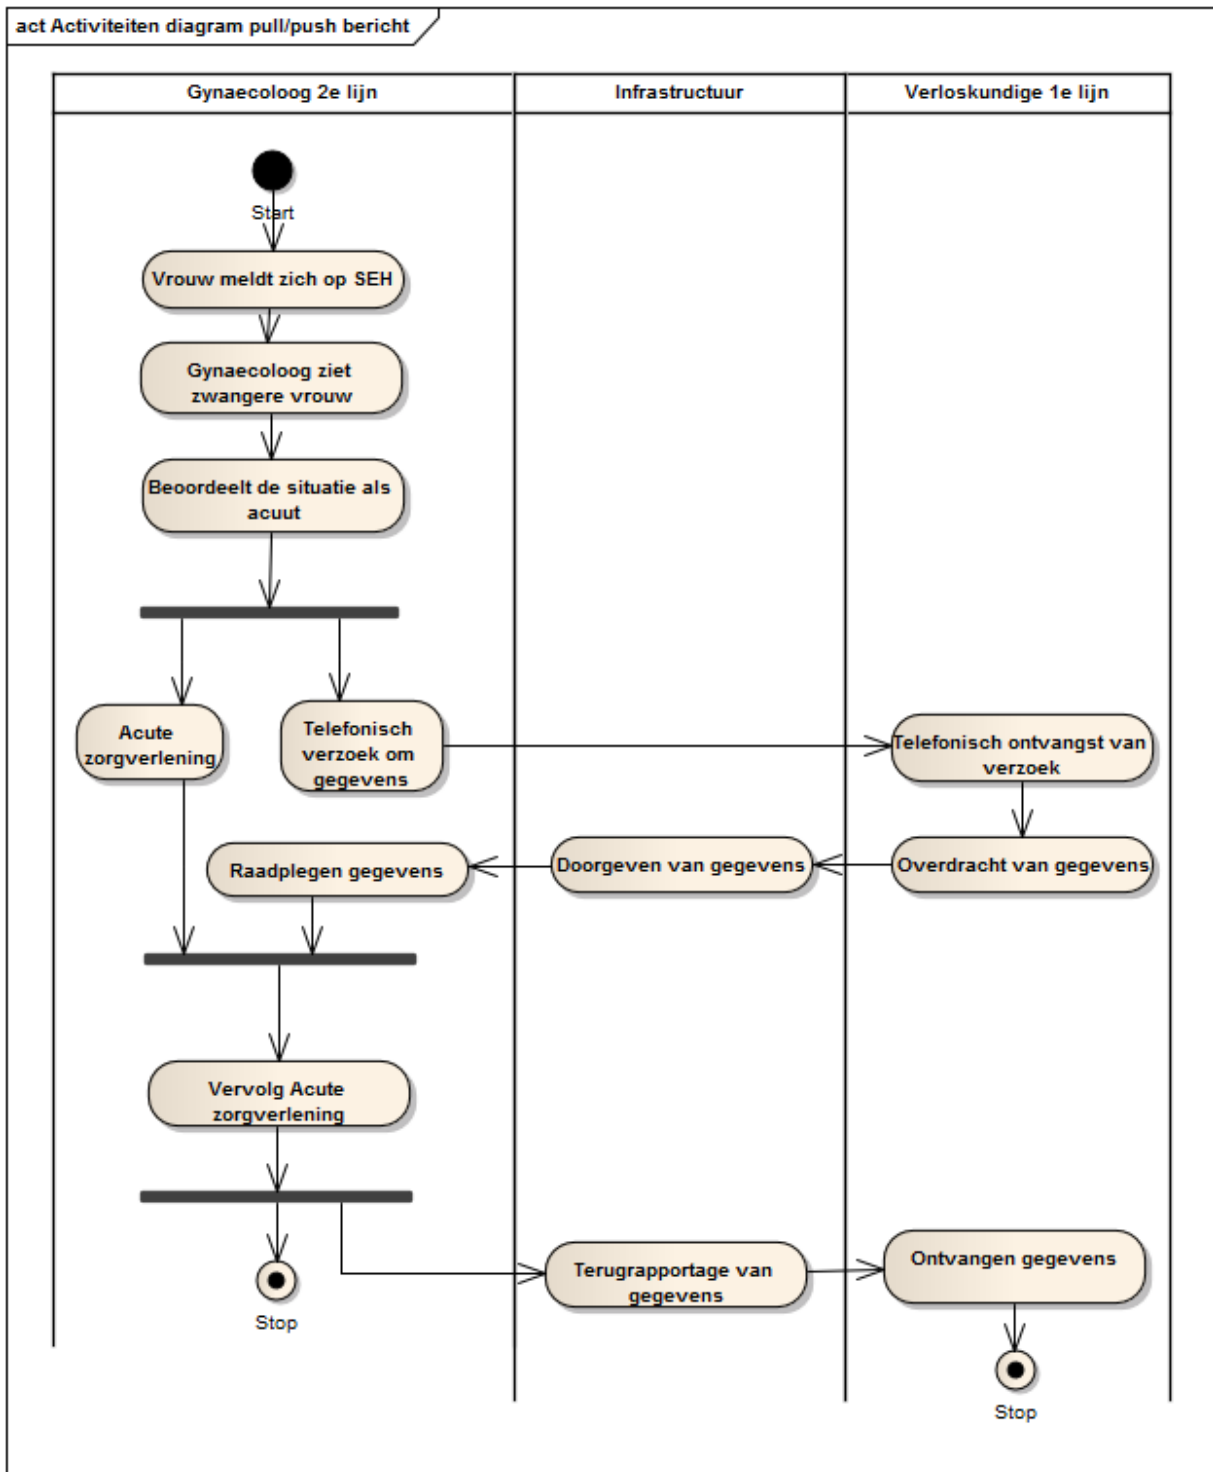 act Activiteiten diagram pull/push bericht
Gynaecoloog 2e lijn
Infrastructuur
Verloskundige 1e lijn
Start
Vrouw meldt zich op SEH
Gynaecoloog ziet
zwangere vrouw
Beoordeelt de situatie als
acuut
Acute
zorgverlening
Telefonisch
verzoek om
gegevens
Telefonisch ontvangst van
verzoek
Raadplegen gegevens
Doorgeven van gegevens
Overdracht van gegevens
Vervolg Acute
zorgverlening
Terugrapportage van
gegevens
Ontvangen gegevens
Stop
Stop